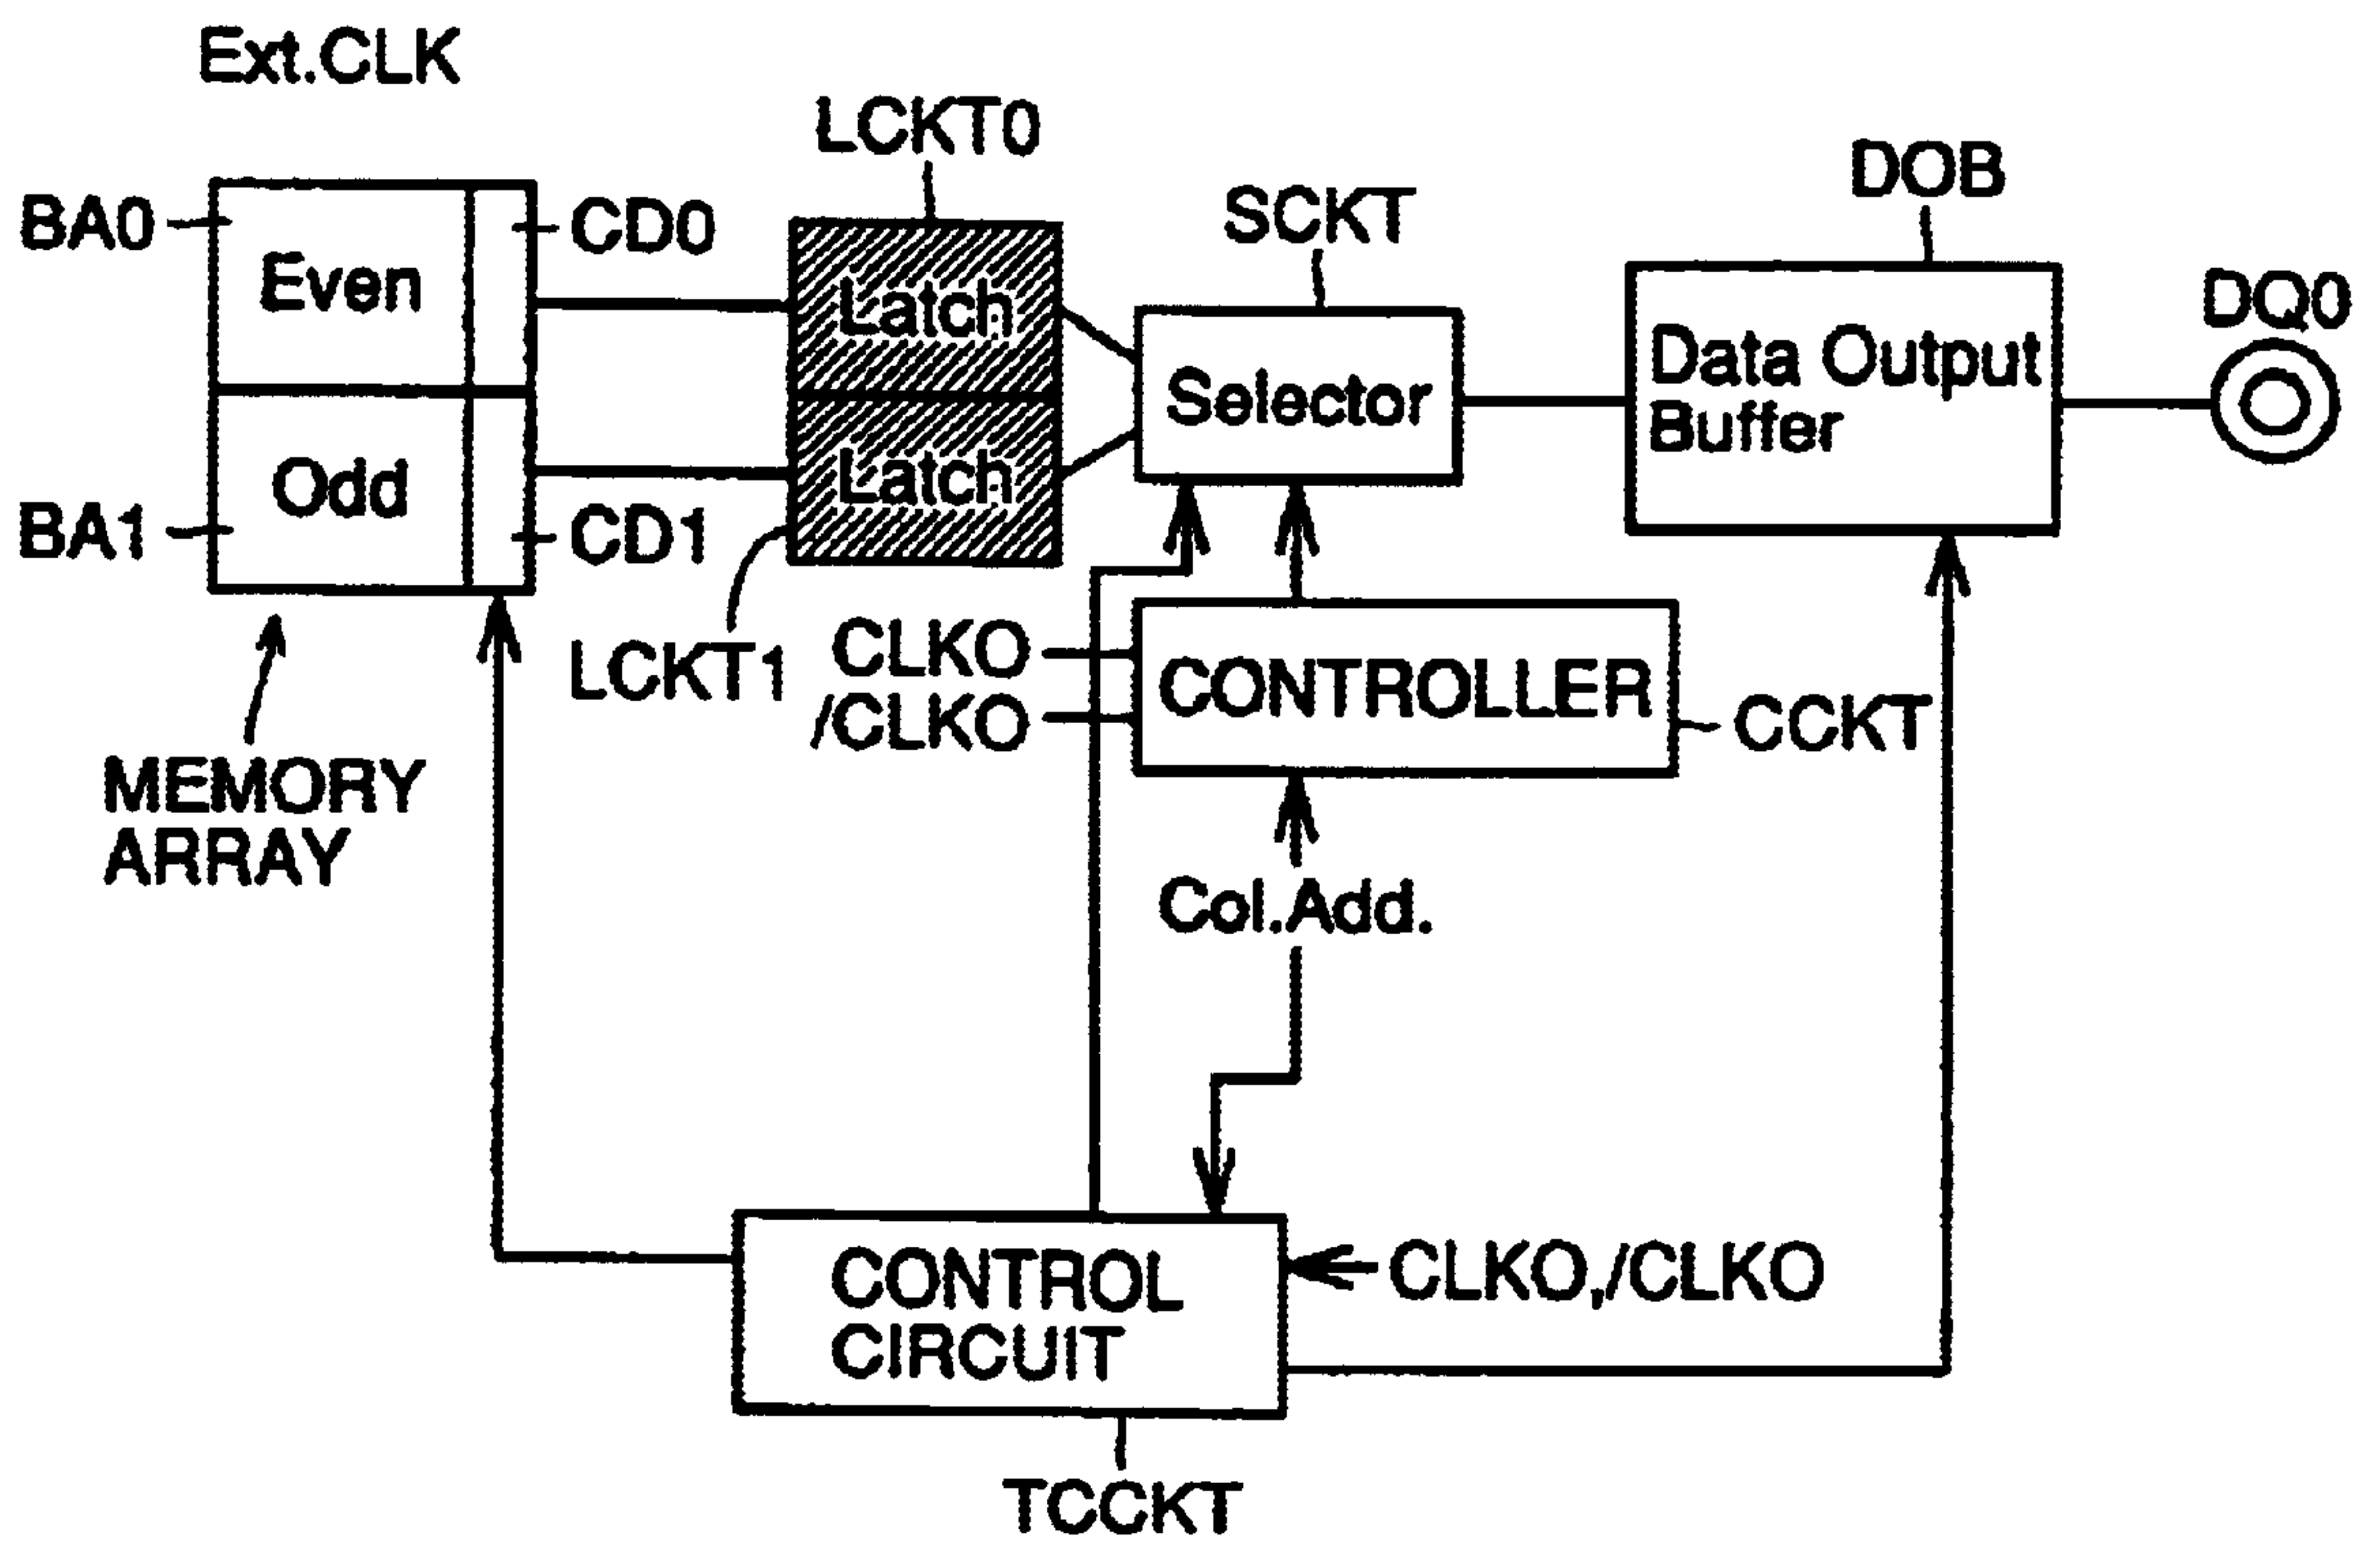 Ext.CLK
LCKT0
DOB
SCKT
BA0
CD0
DQ0
Even
Latch
Data Output
Buffer
Selector
Odd
Latch
BA1
CD1
LCKT1
CLKO
/CLKO
CONTROLLER
CCKT
MEMORY
ARRAY
Col.Add.
CONTROL
CIRCUIT
CLKO,/CLKO
TCCKT